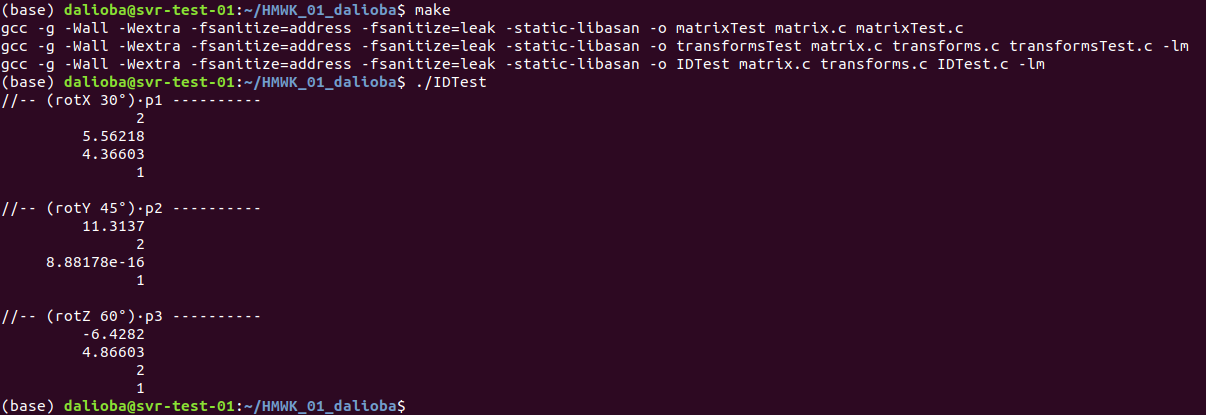 (base) dalioba@svr-test-01:~/HMWK_01_dalioba$ make
gcc -g -Wall -Wextra -fsanitize=address -fsanitize=leak -static-libasan -o matrixTest matrix.c matrixTest.c
gcc -g -Wall -Wextra -fsanitize=address -fsanitize=leak -static-libasan -o transformsTest matrix.c transforms.c transformsTest.c -lm
gcc -g -Wall -Wextra -fsanitize=address -fsanitize=leak -static-libasan -o IDTest matrix.c transforms.c IDTest.c -lm
(base) dalioba@svr-test-01:~/HMWK_01_dalioba$ ./IDTest
//-- (rotX 30°)·p1 ----------
               2
         5.56218
         4.36603
               1

//-- (rotY 45°)·p2 ----------
         11.3137
               2
     8.88178e-16
               1

//-- (rotZ 60°)·p3 ----------
         -6.4282
         4.86603
               2
               1
(base) dalioba@svr-test-01:~/HMWK_01_dalioba$